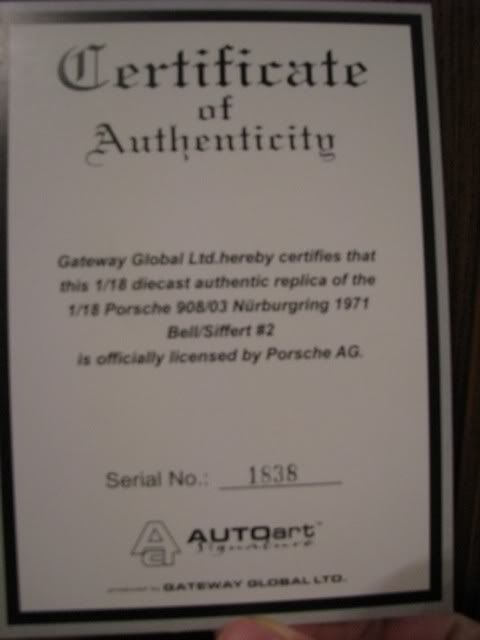 Certificate
of
Authenticity
Gateway Global Ltd.hereby certifies that
this 1/18 diecast authentic replica of the
1/18 Porsche 908/03 Nürburgring 1971
Bell/Siffert #2
is officially licensed by Porsche AG.
Serial No.: 1838
AUTOart
Signature
GATEWAY GLOBAL LTD.